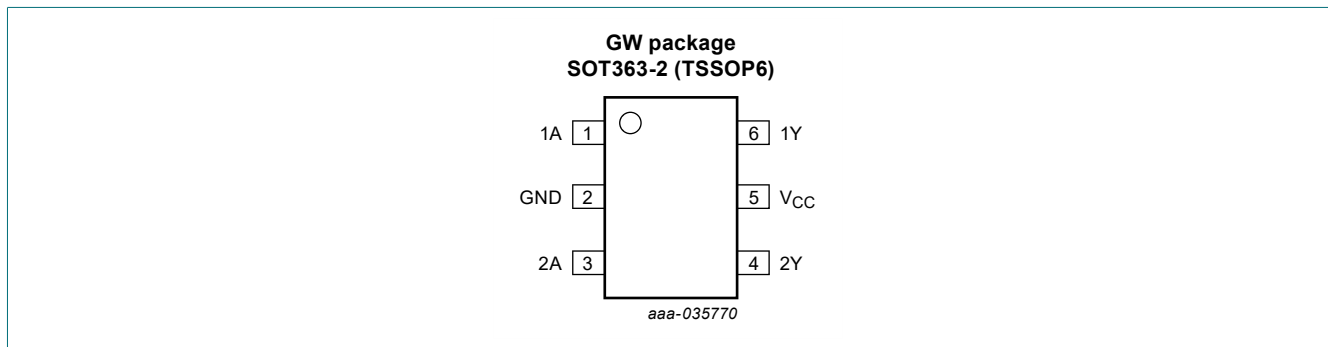 GW package
SOT363-2 (TSSOP6)
1A 1 6 1Y
GND 2 5 VCC
2A 3 4 2Y
aaa-035770